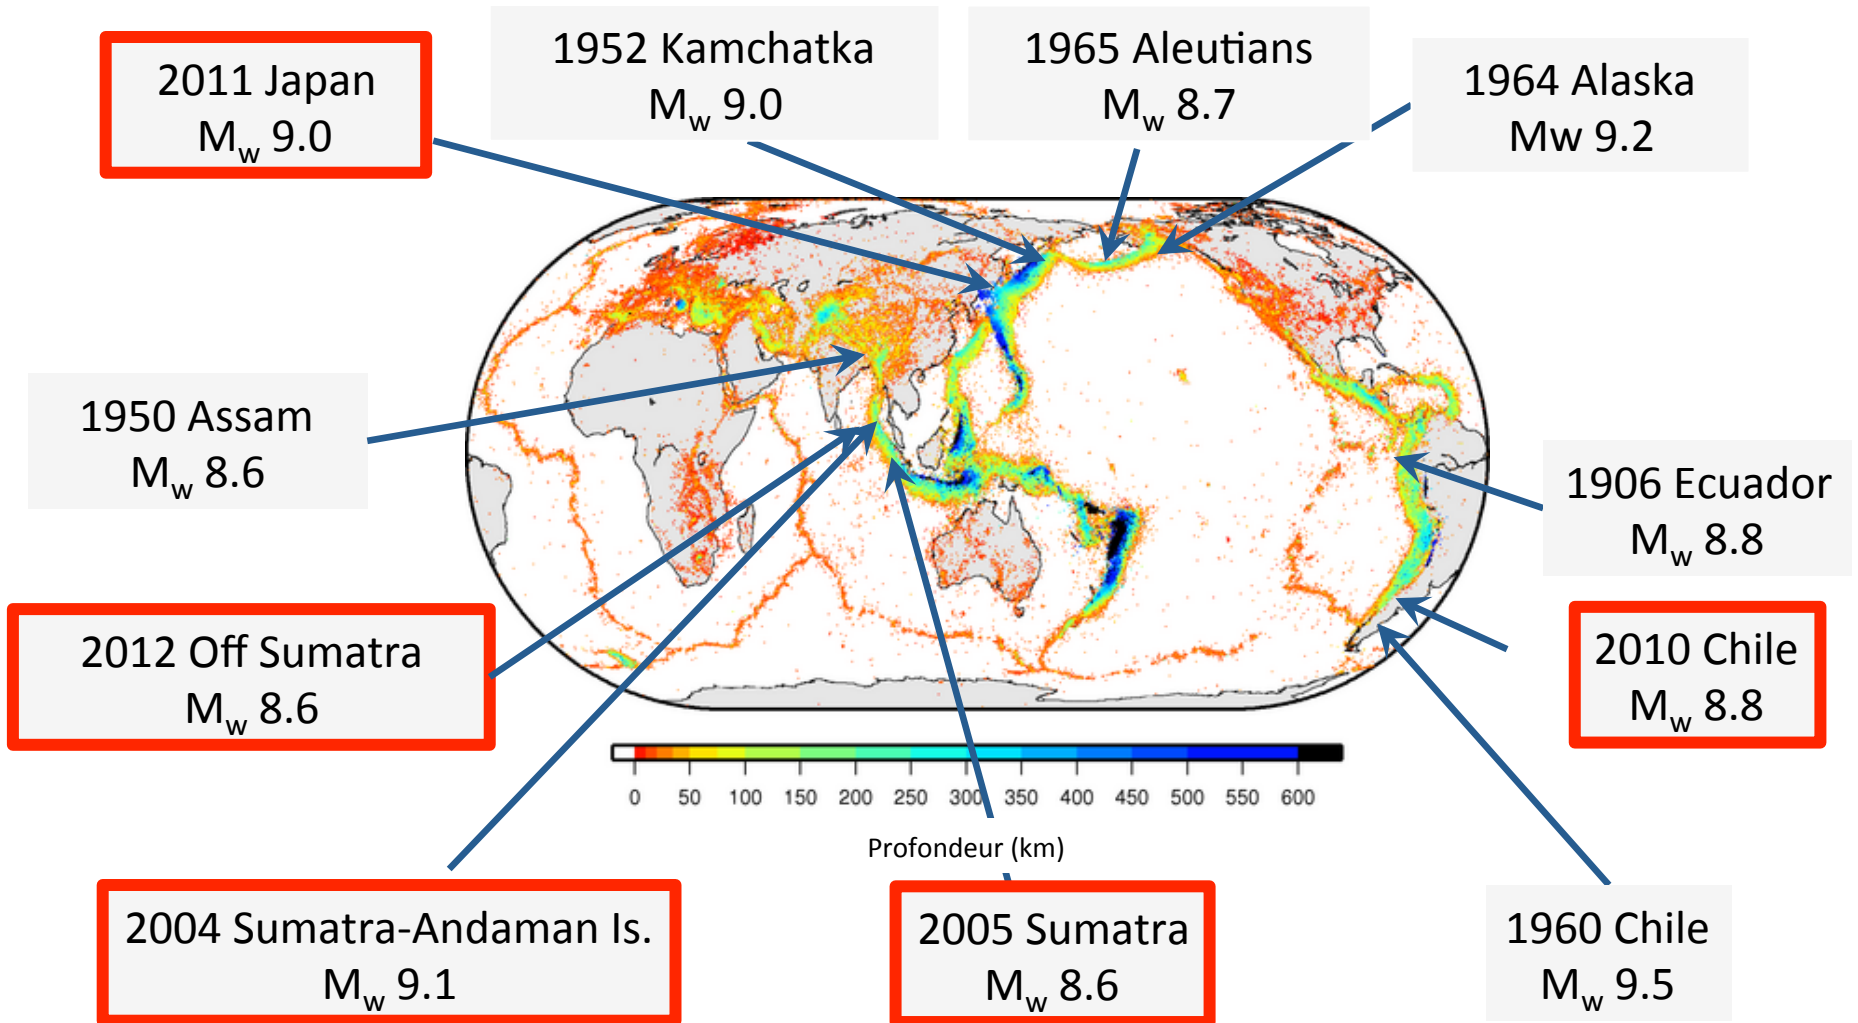 2011 Japan
Mw 9.0
1952 Kamchatka
Mw 9.0
1965 Aleutians
Mw 8.7
1964 Alaska
Mw 9.2
1950 Assam
Mw 8.6
1906 Ecuador
Mw 8.8
2012 Off Sumatra
Mw 8.6
2010 Chile
Mw 8.8
0 50 100 150 200 250 300 350 400 450 500 550 600
Profondeur (km)
2004 Sumatra-Andaman Is.
Mw 9.1
2005 Sumatra
Mw 8.6
1960 Chile
Mw 9.5